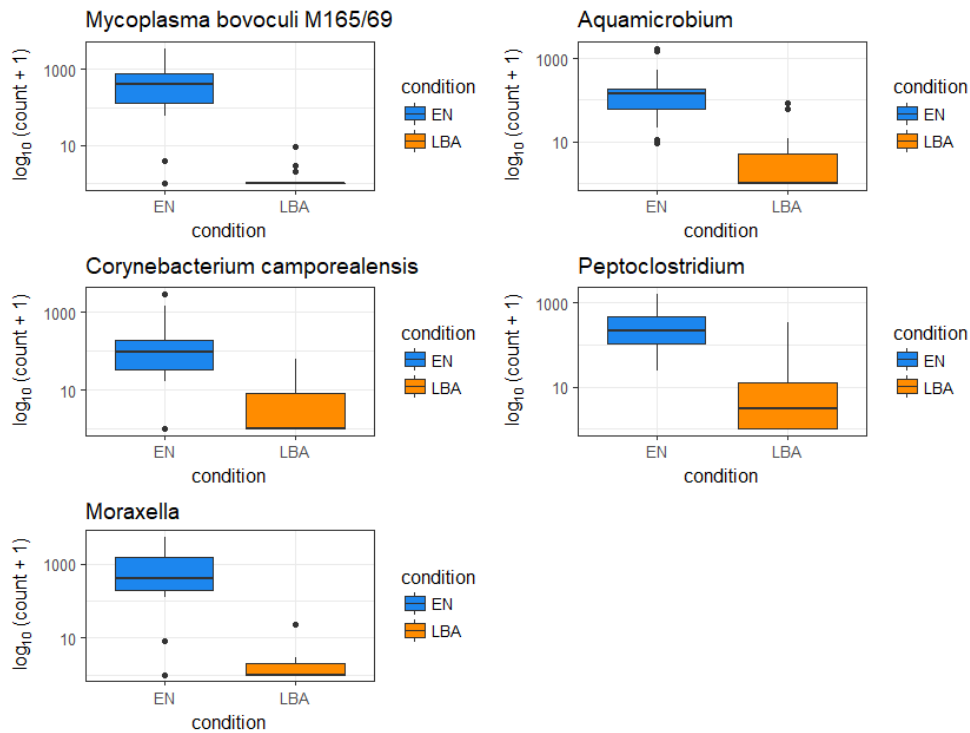 Mycoplasma bovoculi M165/69
log10 (count + 1)
1000
10
EN
LBA
condition
condition
EN
LBA
Aquamicrobium
log10 (count + 1)
1000
10
EN
LBA
condition
condition
EN
LBA
Corynebacterium camporealensis
log10 (count + 1)
1000
10
EN
LBA
condition
condition
EN
LBA
Peptoclostridium
log10 (count + 1)
1000
10
EN
LBA
condition
condition
EN
LBA
Moraxella
log10 (count + 1)
1000
10
EN
LBA
condition
condition
EN
LBA